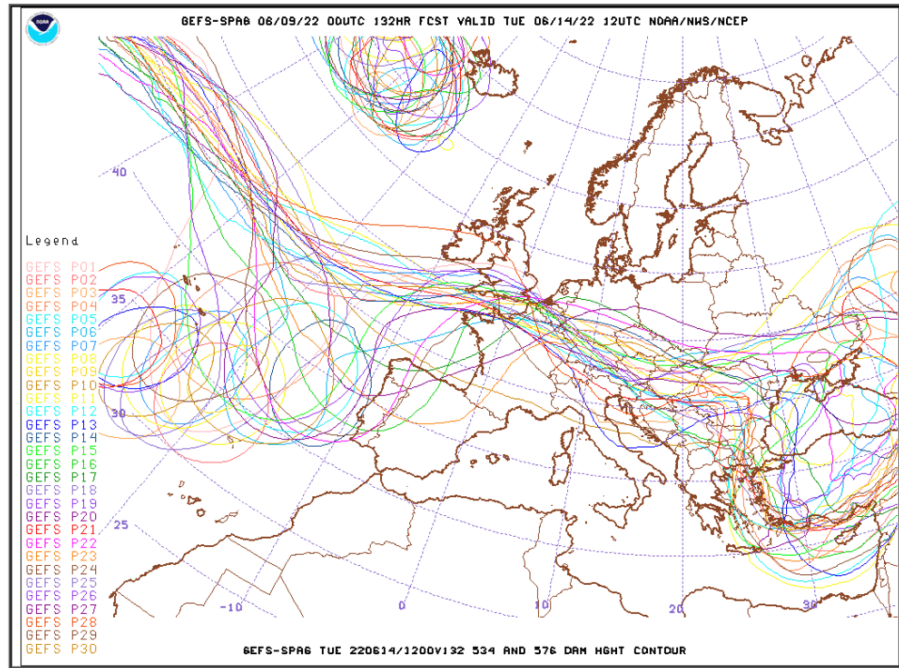 NOAA
GEFS-SPAG 06/09/22 00UTC 132HR FCST VALID TUE 06/14/22 12UTC NOAA/NWS/NCEP
40
Legend
GEFS P01
GEFS P02
GEFS P03
GEFS P04
GEFS P05
GEFS P06
GEFS P07
GEFS P08
GEFS P09
GEFS P10
GEFS P11
GEFS P12
GEFS P13
GEFS P14
GEFS P15
GEFS P16
GEFS P17
GEFS P18
GEFS P19
GEFS P20
GEFS P21
GEFS P22
GEFS P23
GEFS P24
GEFS P25
GEFS P26
GEFS P27
GEFS P28
GEFS P29
GEFS P30
35
30
25
-10
0
10
20
30
GEFS-SPAG TUE 220614/1200V132 534 AND 576 DAM HGHT CONTOUR